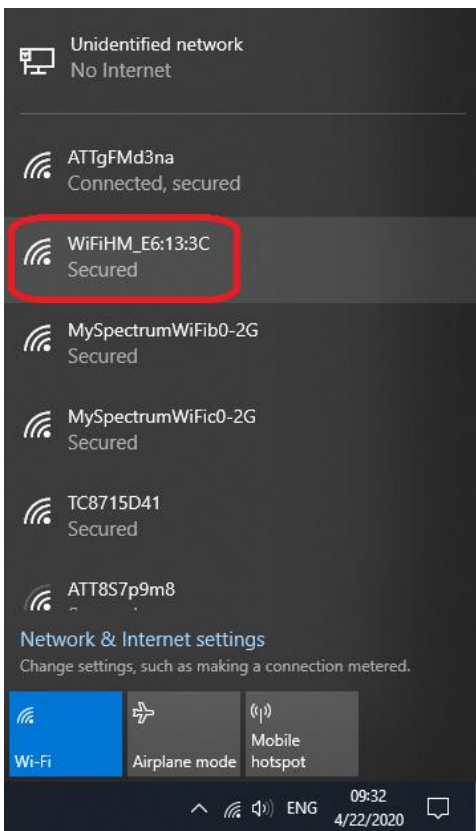 Unidentified network
No Internet
ATTgFMd3na
Connected, secured
WiFiHM_E6:13:3C
Secured
MySpectrumWiFib0-2G
Secured
MySpectrumWiFic0-2G
Secured
TC8715D41
Secured
ATT8S7p9m8
Network & Internet settings
Change settings, such as making a connection metered.
Wi-Fi
Airplane mode
Mobile
hotspot
ENG
09:32
4/22/2020